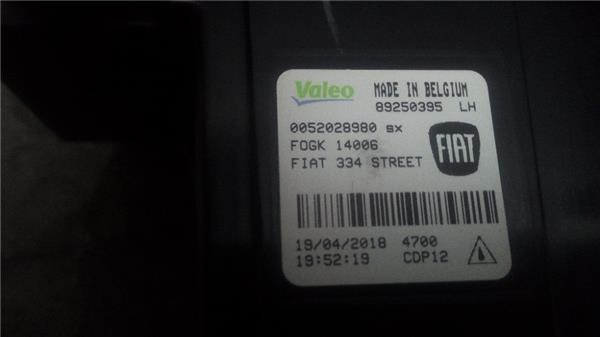 Valeo MADE IN BELGIUM
89250395 LH
0052028980 sx
FOGK 14006
FIAT 334 STREET
FIAT
19/04/2018 4700
19:52:19 CDP12